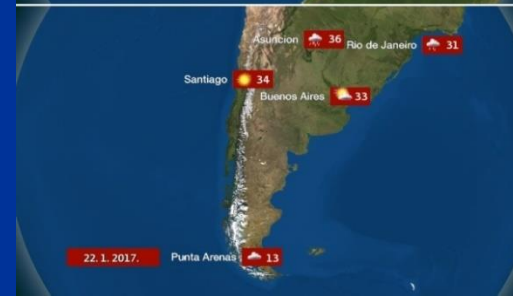 Asuncion 36
Rio de Janeiro 31
Santiago 34
Buenos Aires 33
22. 1. 2017.
Punta Arenas 13